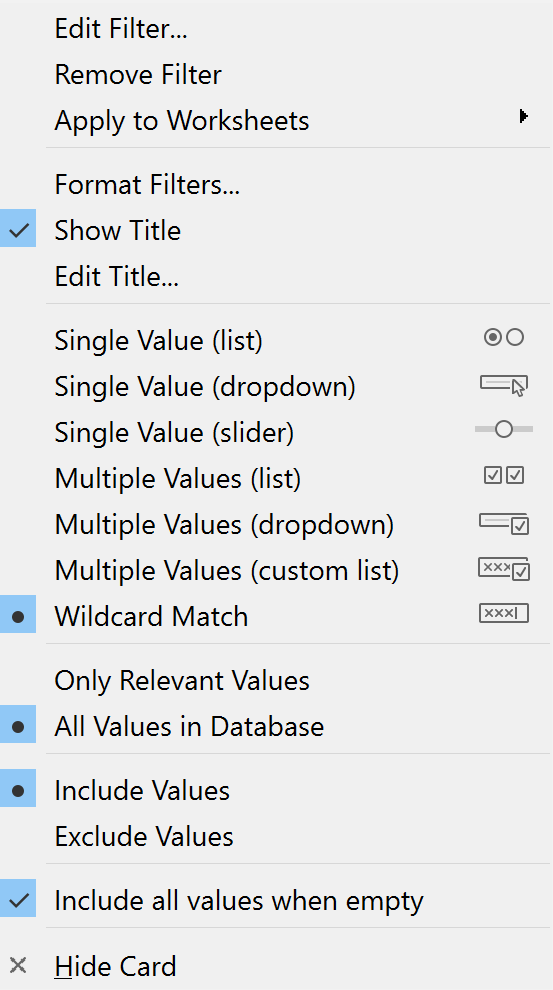 Edit Filter...
Remove Filter
Apply to Worksheets
Format Filters...
Show Title
Edit Title...
Single Value (list)
Single Value (dropdown)
Single Value (slider)
Multiple Values (list)
Multiple Values (dropdown)
Multiple Values (custom list) xxx
Wildcard Match xxx
Only Relevant Values
All Values in Database
Include Values
Exclude Values
Include all values when empty
Hide Card